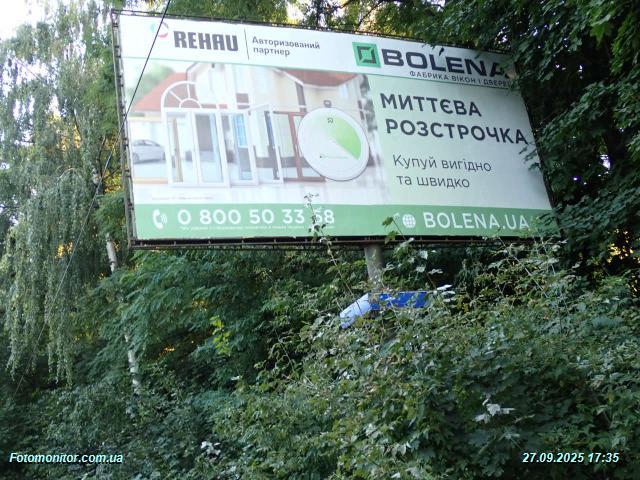 REHAU
Авторизований
партнер
BOLENA
ФАБРИКА ВІКОН І ДВЕРЕЙ
МИТТЄВА
РОЗСТРОЧКА
Купуй вигідно
та швидко
0 800 50 33 58
BOLENA.UA
Fotomonitor.com.ua
27.09.2025 17:35